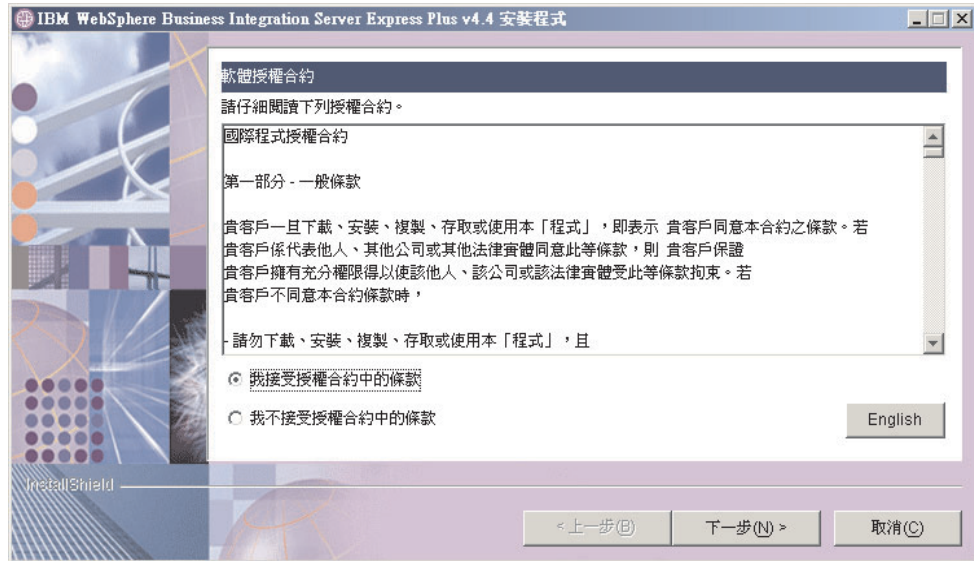 IBM WebSphere Business Integration Server Express Plus v4.4 安裝程式
軟體授權合約
請仔細閱讀下列授權合約。
國際程式授權合約
第一部分 - 一般條款
貴客戶一旦下載、安裝、複製、存取或使用本「程式」，即表示 貴客戶同意本合約之條款。若
貴客戶係代表他人、其他公司或其他法律實體同意此等條款，則 貴客戶保證
貴客戶擁有充分權限得以使該他人、該公司或該法律實體受此等條款拘束。若
貴客戶不同意本合約條款時，
- 請勿下載、安裝、複製、存取或使用本「程式」，且
我接受授權合約中的條款
我不接受授權合約中的條款
English
InstallShield
< 上一步(B)
下一步(N) >
取消(C)